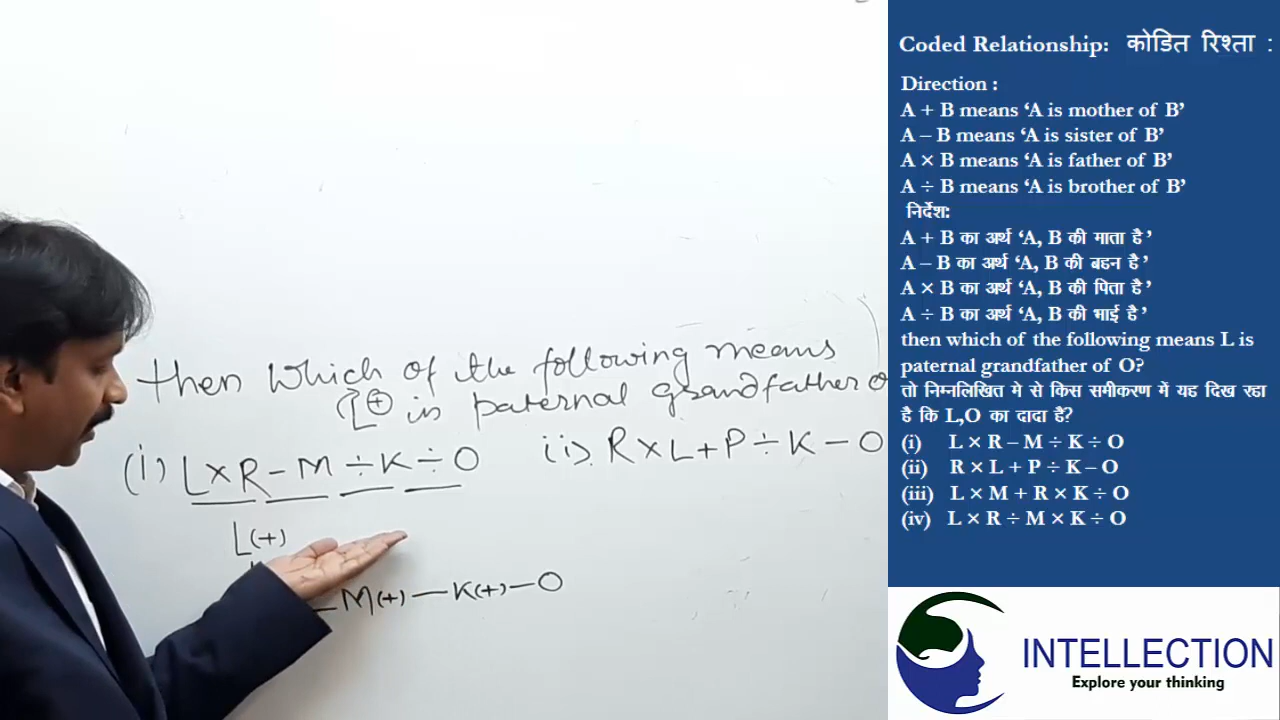 then which of the following means
L(+) is paternal grandfather
(i) L × R – M ÷ K ÷ O
ii). R × L + P ÷ K – O
L(+)
– M(+) – K(+) – O
Coded Relationship: कोडित रिश्ता :
Direction :
A + B means ‘A is mother of B’
A – B means ‘A is sister of B’
A × B means ‘A is father of B’
A ÷ B means ‘A is brother of B’
निर्देश:
A + B का अर्थ ‘A, B की माता है’
A – B का अर्थ ‘A, B की बहन है’
A × B का अर्थ ‘A, B की पिता है’
A ÷ B का अर्थ ‘A, B की भाई है’
then which of the following means L is
paternal grandfather of O?
तो निम्नलिखित मे से किस समीकरण में यह दिख रहा
है कि L,O का दादा हैं?
(i) L × R – M ÷ K ÷ O
(ii) R × L + P ÷ K – O
(iii) L × M + R × K ÷ O
(iv) L × R ÷ M × K ÷ O
INTELLECTION
Explore your thinking